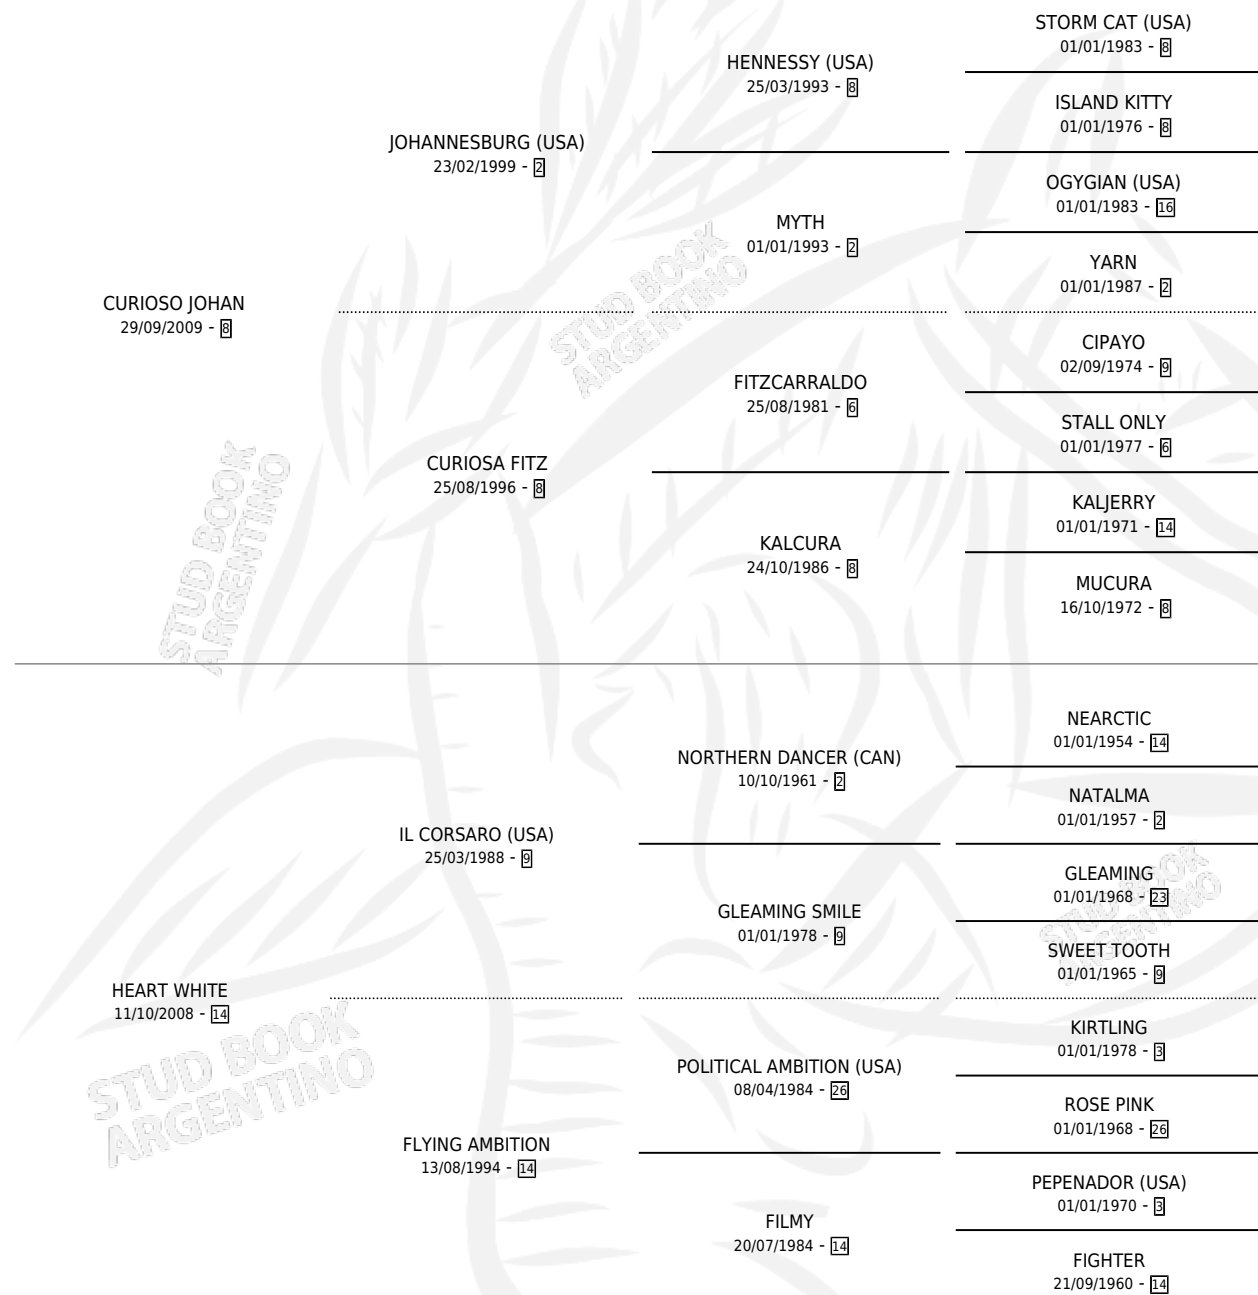 STORM CAT (USA)
01/01/1983 - 8
HENNESSY (USA)
25/03/1993 - 8
ISLAND KITTY
01/01/1976 - 8
JOHANNESBURG (USA)
23/02/1999 - 2
OGYGIAN (USA)
01/01/1983 - 16
MYTH
01/01/1993 - 2
YARN
01/01/1987 - 2
CURIOSO JOHAN
29/09/2009 - 8
STUD BOOK
ARGENTINO
CIPAYO
02/09/1974 - 9
FITZCARRALDO
25/08/1981 - 6
STALL ONLY
01/01/1977 - 6
CURIOSA FITZ
25/08/1996 - 8
KALJERRY
01/01/1971 - 14
KALCURA
24/10/1986 - 8
MUCURA
16/10/1972 - 8
STUD BOOK
ARGENTINO
NEARCTIC
01/01/1954 - 14
NORTHERN DANCER (CAN)
10/10/1961 - 2
NATALMA
01/01/1957 - 2
IL CORSARO (USA)
25/03/1988 - 9
GLEAMING
01/01/1968 - 23
GLEAMING SMILE
01/01/1978 - 9
SWEET TOOTH
01/01/1965 - 9
STUD BOOK
ARGENTINO
HEART WHITE
11/10/2008 - 14
KIRTLING
01/01/1978 - 3
POLITICAL AMBITION (USA)
08/04/1984 - 26
ROSE PINK
01/01/1968 - 26
STUD BOOK
ARGENTINO
FLYING AMBITION
13/08/1994 - 14
PEPENADOR (USA)
01/01/1970 - 3
FILMY
20/07/1984 - 14
FIGHTER
21/09/1960 - 14